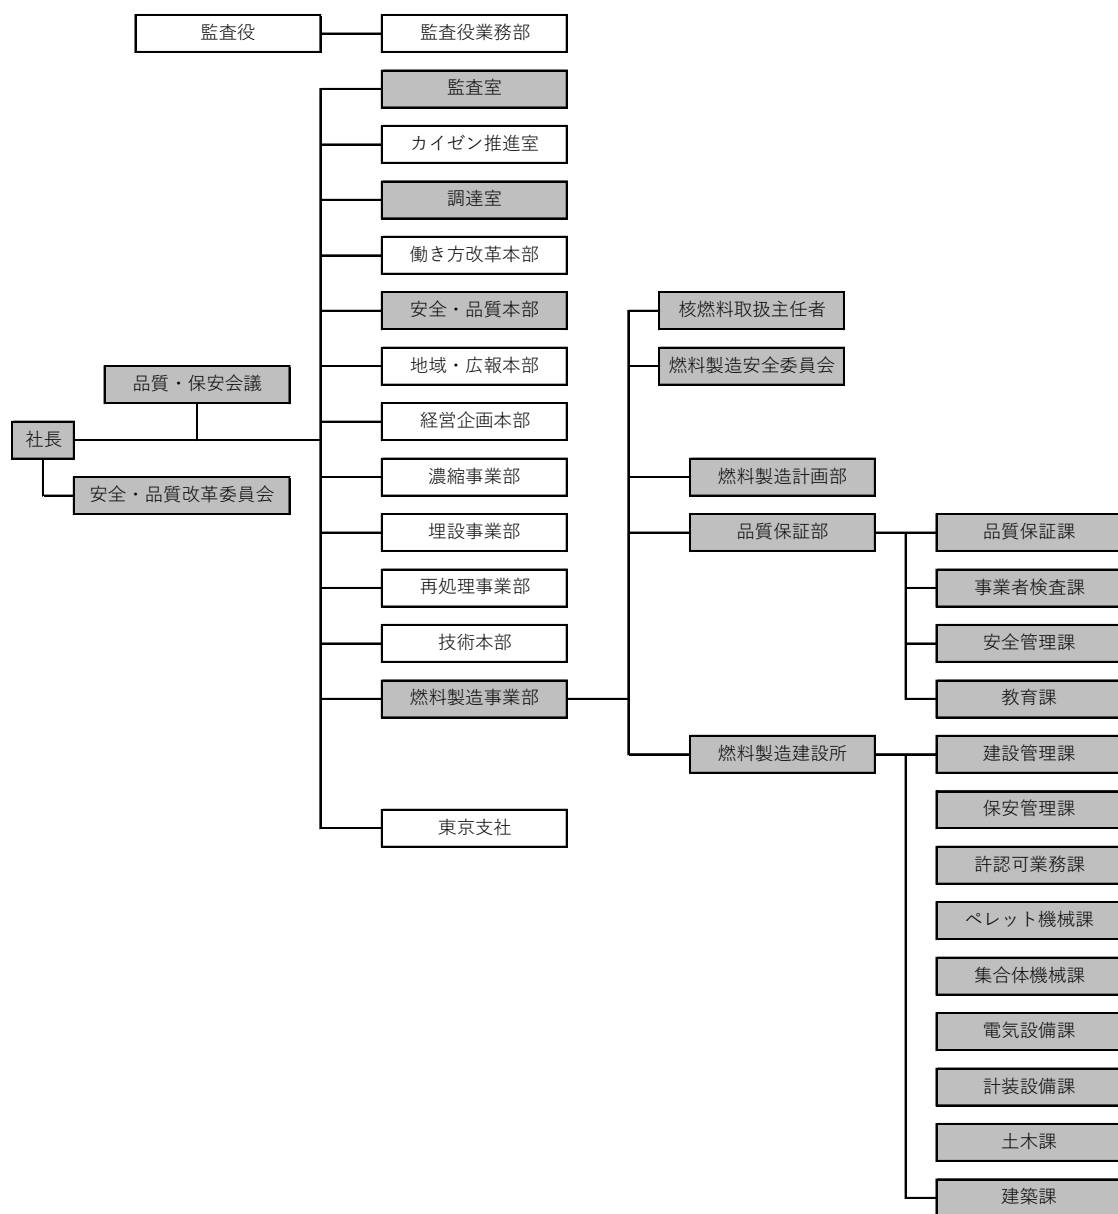 監査役
監査役業務部
監査室
カイゼン推進室
調達室
働き方改革本部
安全・品質本部
地域・広報本部
経営企画本部
濃縮事業部
埋設事業部
再処理事業部
技術本部
燃料製造事業部
東京支社
品質・保安会議
社長
安全・品質改革委員会
核燃料取扱主任者
燃料製造安全委員会
燃料製造計画部
品質保証部
燃料製造建設所
品質保証課
事業者検査課
安全管理課
教育課
建設管理課
保安管理課
許認可業務課
ペレット機械課
集合体機械課
電気設備課
計装設備課
土木課
建築課